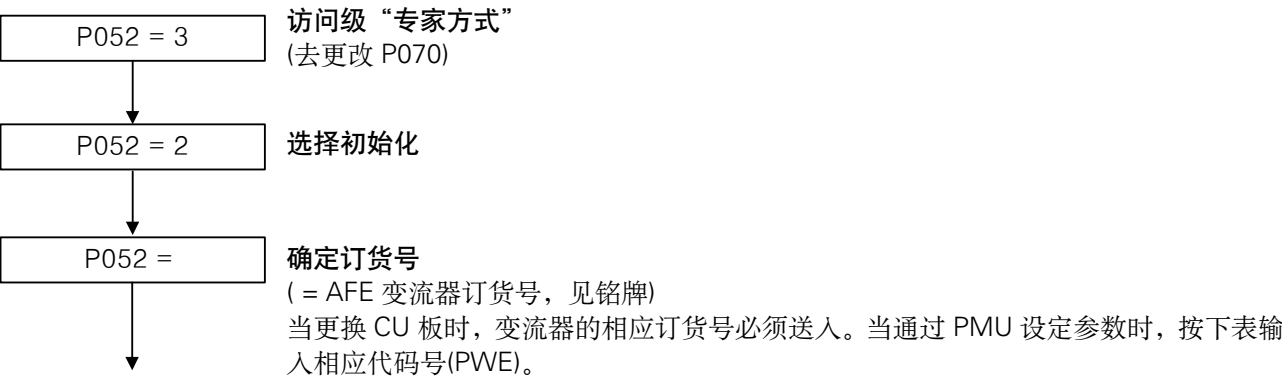 P052 = 3
访问级“专家方式”
(去更改 P070)
P052 = 2
选择初始化
P052 =
确定订货号
( = AFE 变流器订货号，见铭牌)
当更换 CU 板时，变流器的相应订货号必须送入。当通过 PMU 设定参数时，按下表输
入相应代码号(PWE)。